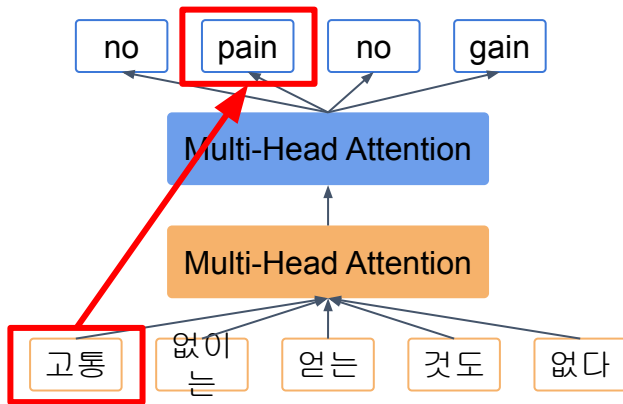 no pain no gain
Multi-Head Attention
Multi-Head Attention
고통 없이 얻는 것도 없다
는